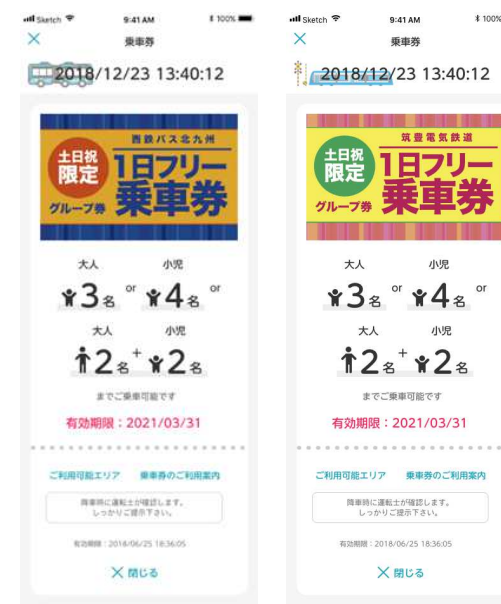 Sketch 9:41 AM 100%
乗車券
2018/12/23 13:40:12
西鉄バス北九州
土日祝
限定
1日フリー
グループ券
乗車券
大人 小児
3名 or 4名 or
大人 小児
2名 + 2名
までご乗車可能です
有効期限：2021/03/31
ご利用可能エリア 乗車券のご利用案内
降車時に運転士が確認します。
しっかりご提示下さい。
有効期限：2018/06/25 18:36:05
閉じる
Sketch 9:41 AM 100%
乗車券
2018/12/23 13:40:12
筑豊電気鉄道
土日祝
限定
1日フリー
グループ券
乗車券
大人 小児
3名 or 4名 or
大人 小児
2名 + 2名
までご乗車可能です
有効期限：2021/03/31
ご利用可能エリア 乗車券のご利用案内
降車時に運転士が確認します。
しっかりご提示下さい。
有効期限：2018/06/25 18:36:05
閉じる